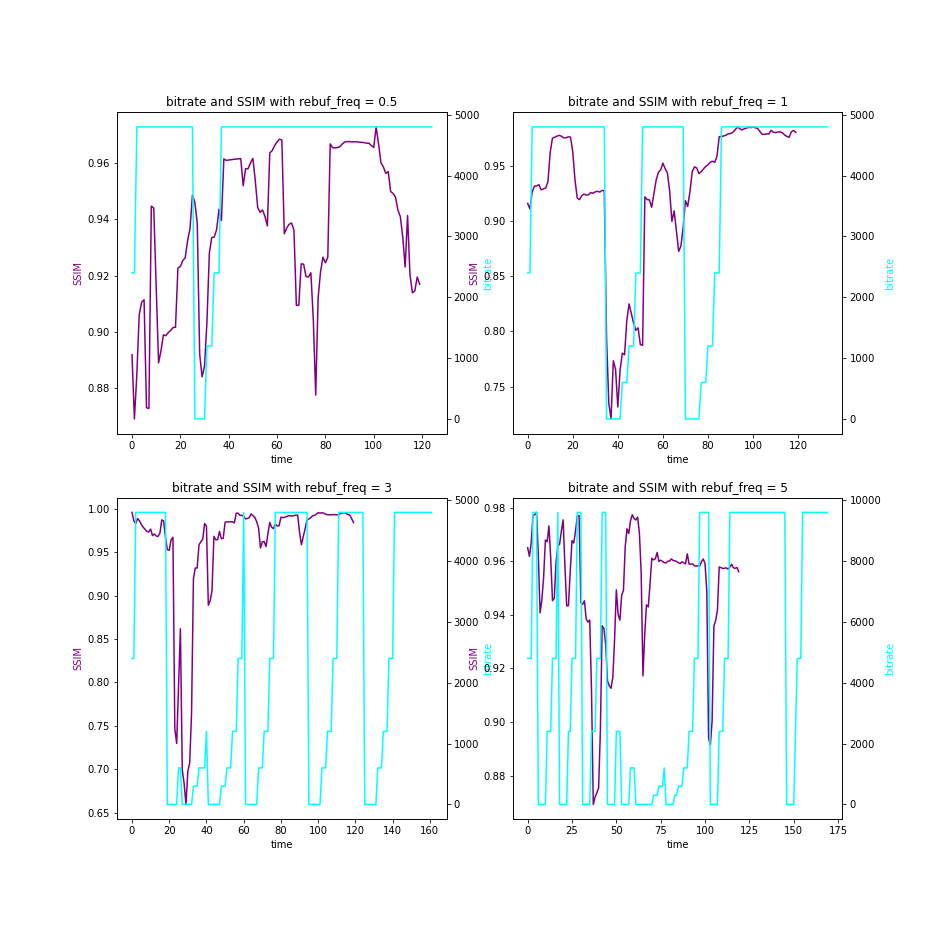 bitrate and SSIM with rebuf_freq = 0.5
SSIM
0.96
0.94
0.92
0.90
0.88
5000
4000
3000
2000
1000
0
bitrate
0 20 40 60 80 100 120
time
bitrate and SSIM with rebuf_freq = 1
SSIM
0.95
0.90
0.85
0.80
0.75
5000
4000
3000
2000
1000
0
bitrate
0 20 40 60 80 100 120
time
bitrate and SSIM with rebuf_freq = 3
SSIM
1.00
0.95
0.90
0.85
0.80
0.75
0.70
0.65
5000
4000
3000
2000
1000
0
bitrate
0 20 40 60 80 100 120 140 160
time
bitrate and SSIM with rebuf_freq = 5
SSIM
0.98
0.96
0.94
0.92
0.90
0.88
10000
8000
6000
4000
2000
0
bitrate
0 25 50 75 100 125 150 175
time